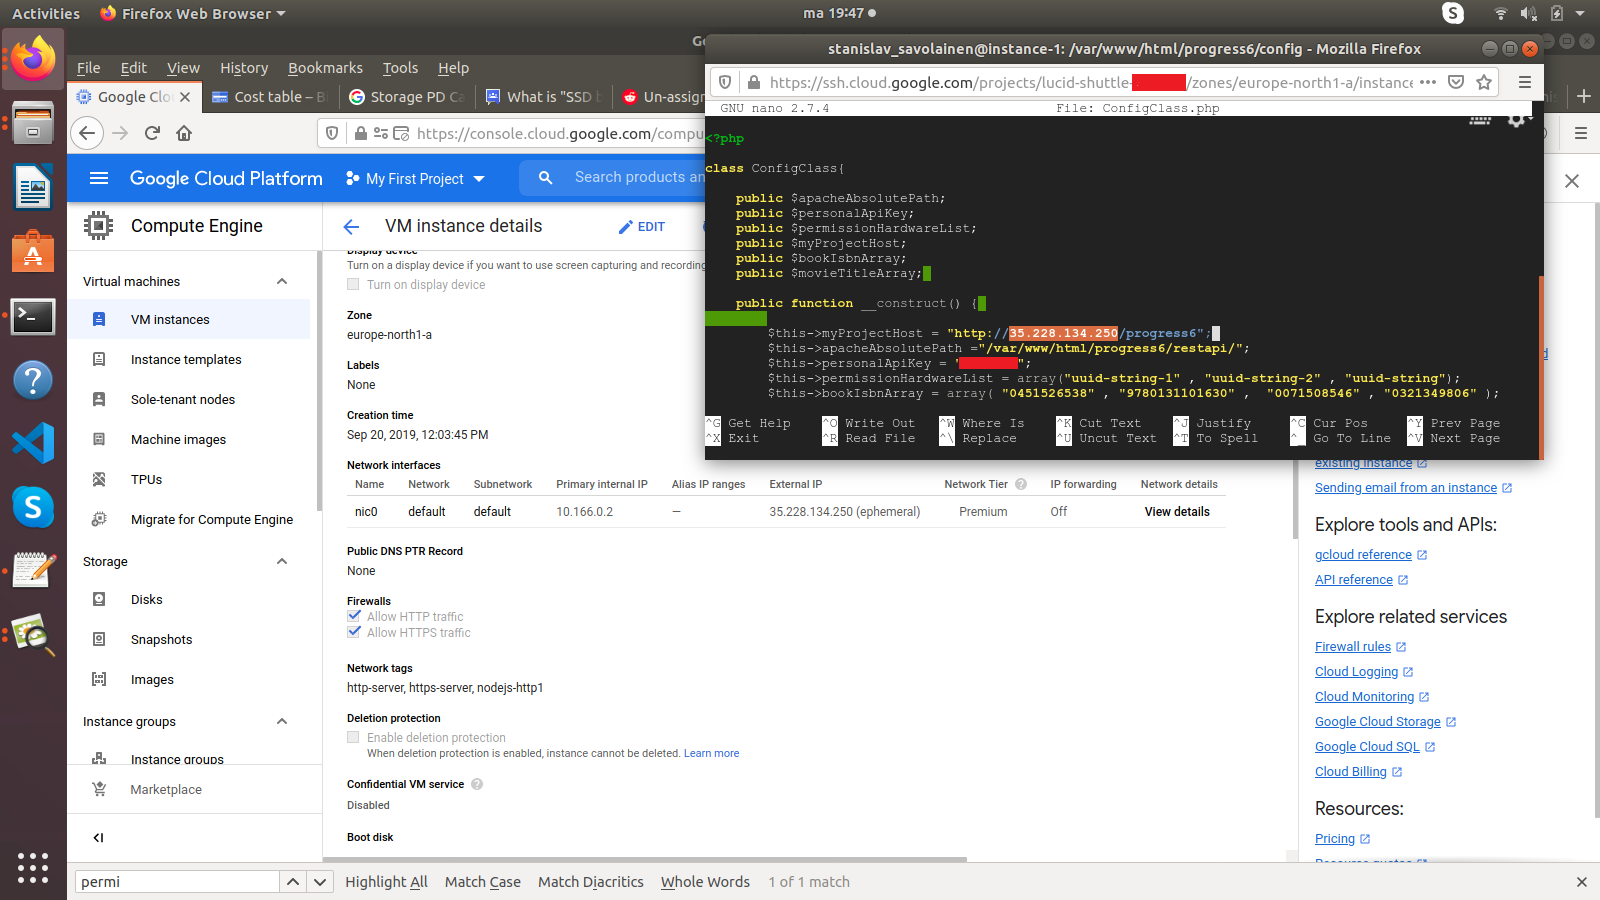 Activities
Firefox Web Browser
ma 19:47
File Edit View History Bookmarks Tools Help
Google Clo
Cost table – B
Storage PD Ca
What is "SSD b
Un-assign
https://console.cloud.google.com/compu
Google Cloud Platform
My First Project
Search products an
Compute Engine
Virtual machines
VM instances
Instance templates
Sole-tenant nodes
Machine images
TPUs
Migrate for Compute Engine
Storage
Disks
Snapshots
Images
Instance groups
Instance groups
Marketplace
VM instance details
EDIT
Display device
Turn on a display device if you want to use screen capturing and recording
Turn on display device
Zone
europe-north1-a
Labels
None
Creation time
Sep 20, 2019, 12:03:45 PM
Network interfaces
Name Network Subnetwork Primary internal IP Alias IP ranges External IP Network Tier IP forwarding Network details
nic0 default default 10.166.0.2 — 35.228.134.250 (ephemeral) Premium Off View details
Public DNS PTR Record
None
Firewalls
Allow HTTP traffic
Allow HTTPS traffic
Network tags
http-server, https-server, nodejs-http1
Deletion protection
Enable deletion protection
When deletion protection is enabled, instance cannot be deleted. Learn more
Confidential VM service
Disabled
Boot disk
stanislav_savolainen@instance-1: /var/www/html/progress6/config - Mozilla Firefox
https://ssh.cloud.google.com/projects/lucid-shuttle- /zones/europe-north1-a/instance
GNU nano 2.7.4 File: ConfigClass.php
<?php
class ConfigClass{
public $apacheAbsolutePath;
public $personalApiKey;
public $permissionHardwareList;
public $myProjectHost;
public $bookIsbnArray;
public $movieTitleArray;
public function __construct() {
$this->myProjectHost = "http://35.228.134.250/progress6";
$this->apacheAbsolutePath ="/var/www/html/progress6/restapi/";
$this->personalApiKey = " ";
$this->permissionHardwareList = array("uuid-string-1" , "uuid-string-2" , "uuid-string");
$this->bookIsbnArray = array( "0451526538" , "9780131101630" , "0071508546" , "0321349806" );
^G Get Help ^O Write Out ^W Where Is ^K Cut Text ^J Justify ^C Cur Pos ^Y Prev Page
^X Exit ^R Read File ^\ Replace ^U Uncut Text ^T To Spell ^_ Go To Line ^V Next Page
existing instance
Sending email from an instance
Explore tools and APIs:
gcloud reference
API reference
Explore related services
Firewall rules
Cloud Logging
Cloud Monitoring
Google Cloud Storage
Google Cloud SQL
Cloud Billing
Resources:
Pricing
Resource quotas
permi
Highlight All Match Case Match Diacritics Whole Words 1 of 1 match